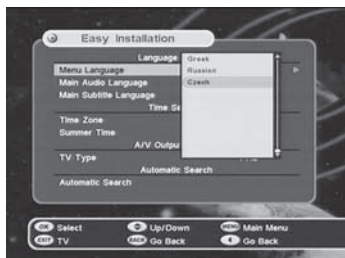 Easy Installation
Language
Menu Language
Greek
Russian
Czech
Main Audio Language
Main Subtitle Language
Time Se
Time Zone
Summer Time
A/V Outpu
TV Type
Automatic Search
Automatic Search
OK Select
Up/Down
MENU Main Menu
EXIT TV
BACK Go Back
Go Back